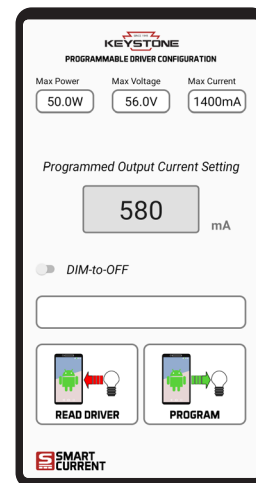 KEYSTONE
PROGRAMMABLE DRIVER CONFIGURATION
Max Power Max Voltage Max Current
50.0W 56.0V 1400mA
Programmed Output Current Setting
580 mA
DIM-to-OFF
READ DRIVER PROGRAM
SMART
CURRENT